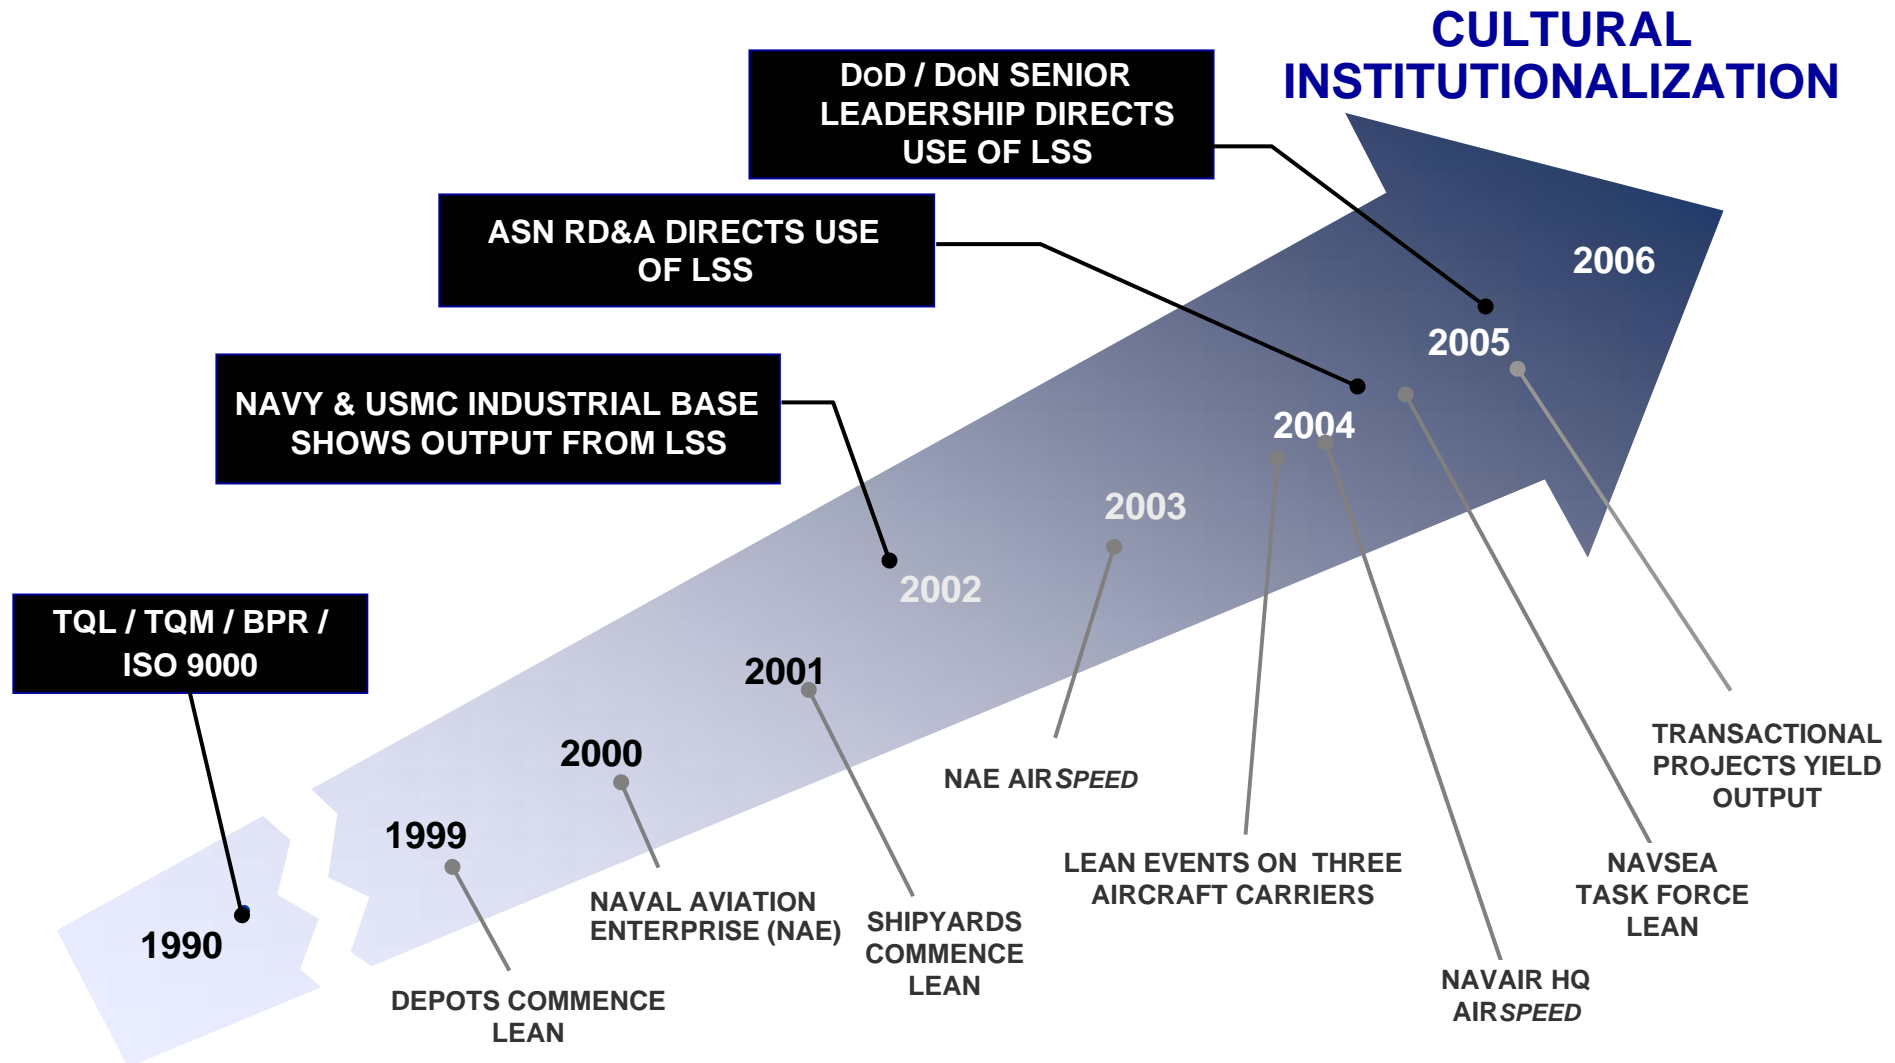 CULTURAL
INSTITUTIONALIZATION
DoD / DoN SENIOR
LEADERSHIP DIRECTS
USE OF LSS
ASN RD&A DIRECTS USE
OF LSS
NAVY & USMC INDUSTRIAL BASE
SHOWS OUTPUT FROM LSS
TQL / TQM / BPR /
ISO 9000
1990
1999
2000
2001
2002
2003
2004
2005
2006
DEPOTS COMMENCE
LEAN
NAVAL AVIATION
ENTERPRISE (NAE)
SHIPYARDS
COMMENCE
LEAN
NAE AIRSPEED
LEAN EVENTS ON THREE
AIRCRAFT CARRIERS
NAVAIR HQ
AIRSPEED
NAVSEA
TASK FORCE
LEAN
TRANSACTIONAL
PROJECTS YIELD
OUTPUT